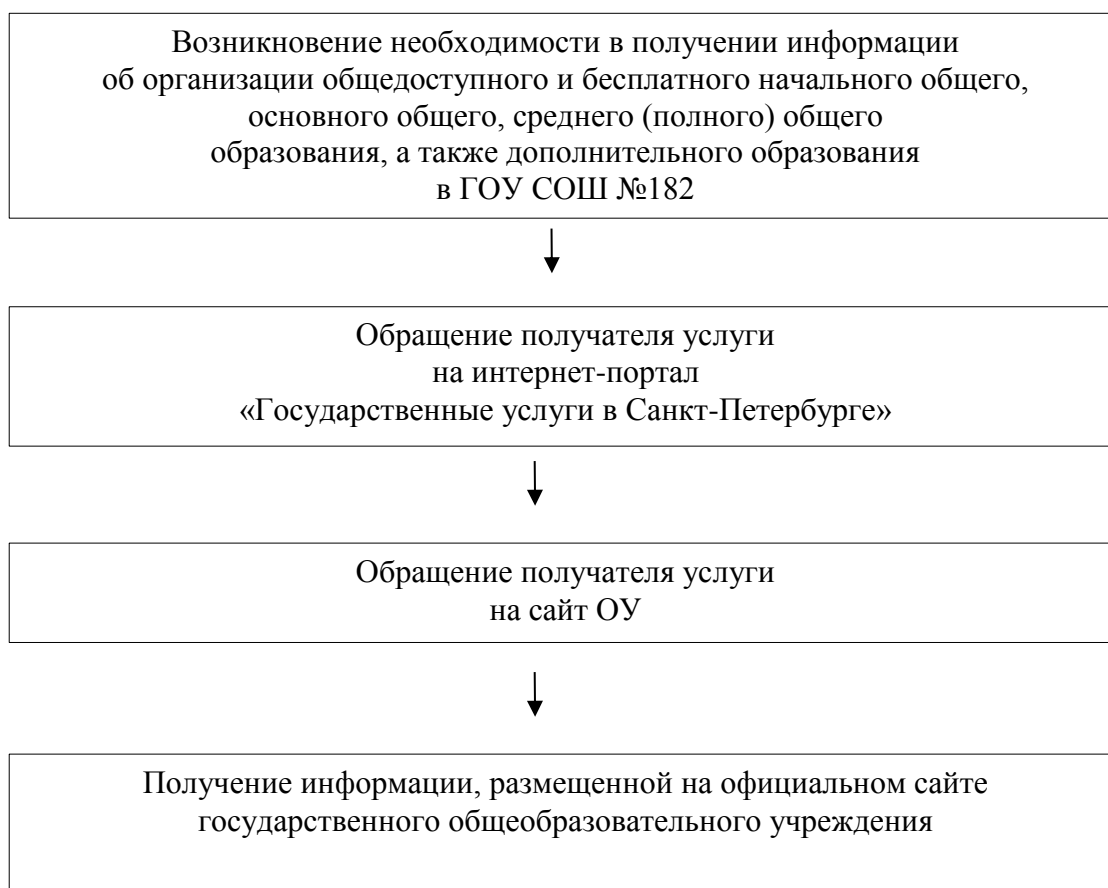 Возникновение необходимости в получении информации
об организации общедоступного и бесплатного начального общего,
основного общего, среднего (полного) общего
образования, а также дополнительного образования
в ГОУ СОШ №182
Обращение получателя услуги
на интернет-портал
«Государственные услуги в Санкт-Петербурге»
Обращение получателя услуги
на сайт ОУ
Получение информации, размещенной на официальном сайте
государственного общеобразовательного учреждения